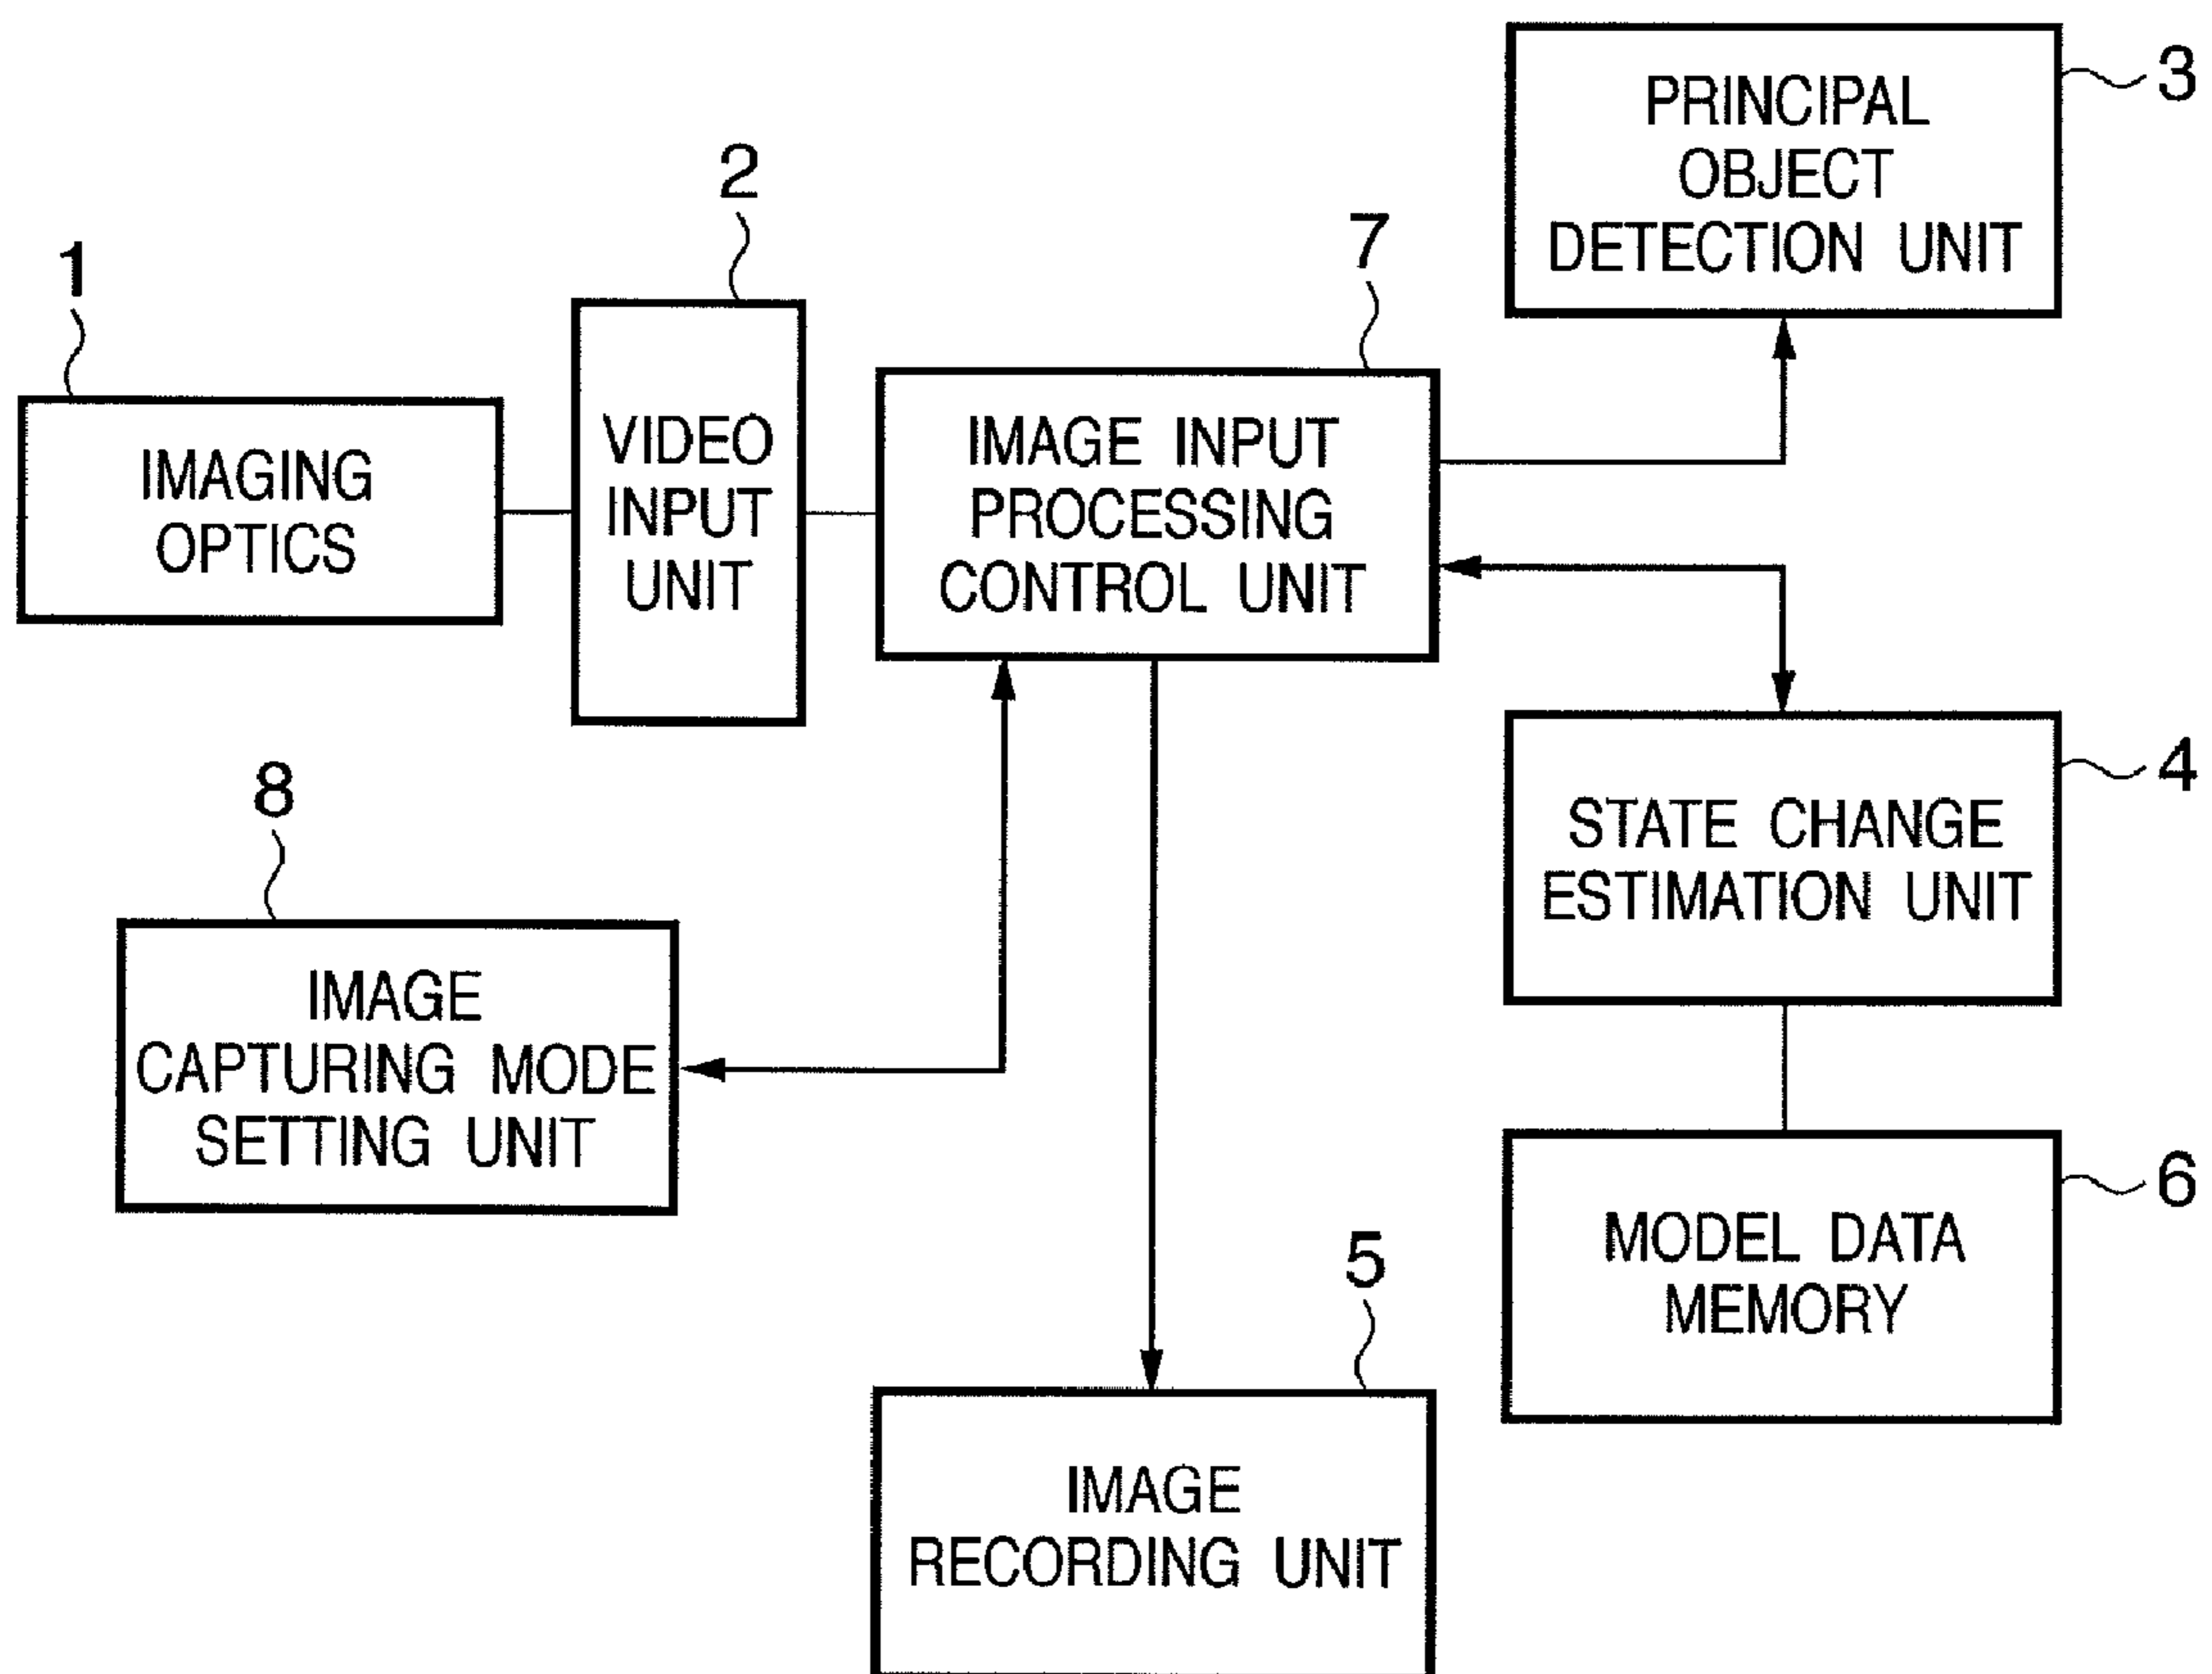 1
IMAGING
OPTICS
2
VIDEO
INPUT
UNIT
7
IMAGE INPUT
PROCESSING
CONTROL UNIT
3
PRINCIPAL
OBJECT
DETECTION UNIT
4
STATE CHANGE
ESTIMATION UNIT
8
IMAGE
CAPTURING MODE
SETTING UNIT
6
MODEL DATA
MEMORY
5
IMAGE
RECORDING UNIT